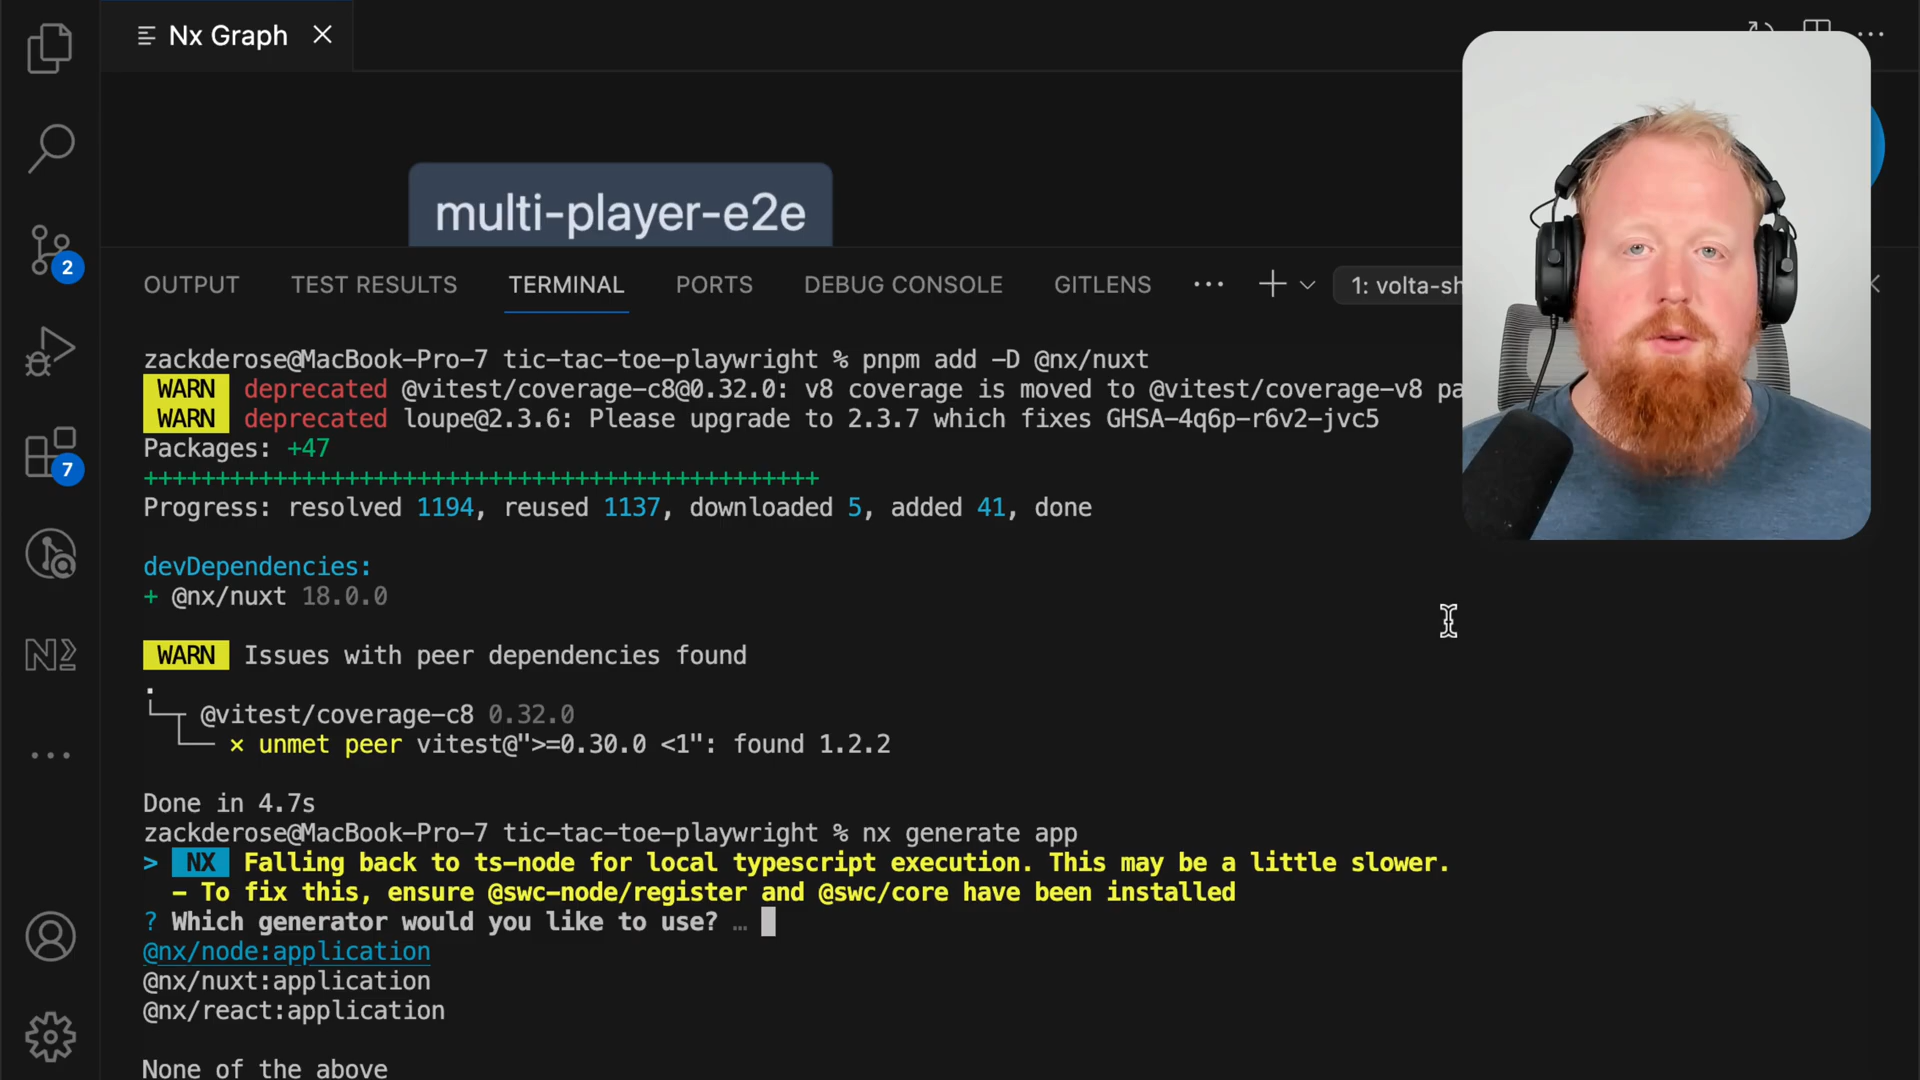 Nx Graph
multi-player-e2e
OUTPUT TEST RESULTS TERMINAL PORTS DEBUG CONSOLE GITLENS ... 1: volta-sh
2
7
zackderose@MacBook-Pro-7 tic-tac-toe-playwright % pnpm add -D @nx/nuxt
WARN deprecated @vitest/coverage-c8@0.32.0: v8 coverage is moved to @vitest/coverage-v8 pa
WARN deprecated loupe@2.3.6: Please upgrade to 2.3.7 which fixes GHSA-4q6p-r6v2-jvc5
Packages: +47
+++++++++++++++++++++++++++++++++++++++++++++++
Progress: resolved 1194, reused 1137, downloaded 5, added 41, done
devDependencies:
+ @nx/nuxt 18.0.0
WARN Issues with peer dependencies found
.
└─┬ @vitest/coverage-c8 0.32.0
  └── × unmet peer vitest@">=0.30.0 <1": found 1.2.2
Done in 4.7s
zackderose@MacBook-Pro-7 tic-tac-toe-playwright % nx generate app
> NX Falling back to ts-node for local typescript execution. This may be a little slower.
- To fix this, ensure @swc-node/register and @swc/core have been installed
? Which generator would you like to use? …
@nx/node:application
@nx/nuxt:application
@nx/react:application
None of the above